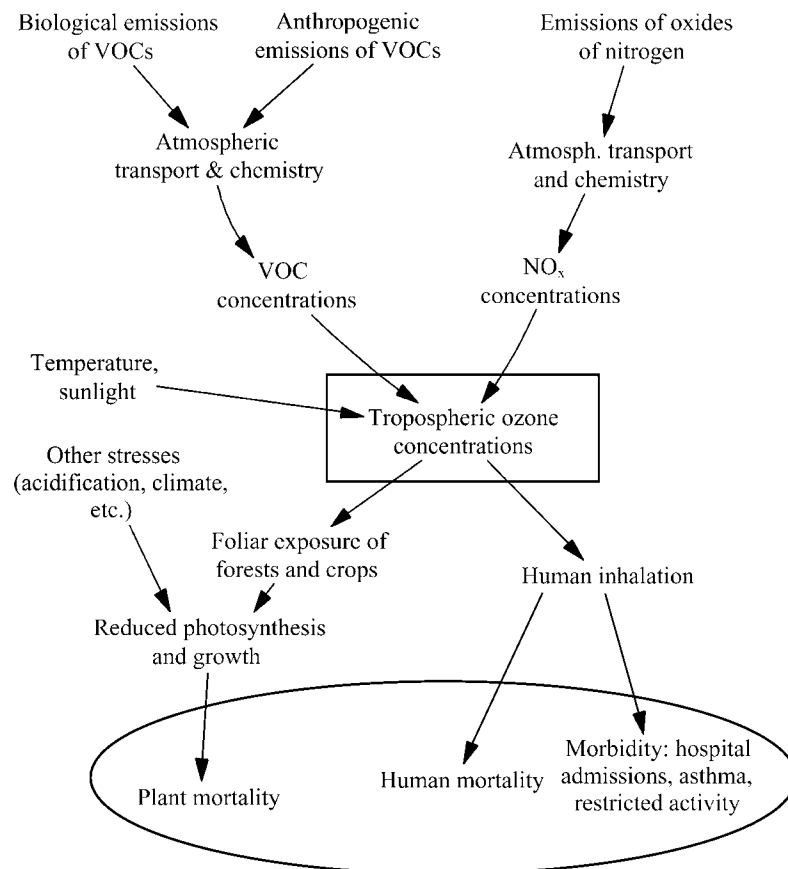 Biological emissions
of VOCs
Anthropogenic
emissions of VOCs
Emissions of oxides
of nitrogen
Atmospheric
transport & chemistry
Atmosph. transport
and chemistry
VOC
concentrations
NOx
concentrations
Temperature,
sunlight
Tropospheric ozone
concentrations
Other stresses
(acidification, climate,
etc.)
Foliar exposure of
forests and crops
Human inhalation
Reduced photosynthesis
and growth
Plant mortality
Human mortality
Morbidity: hospital
admissions, asthma,
restricted activity